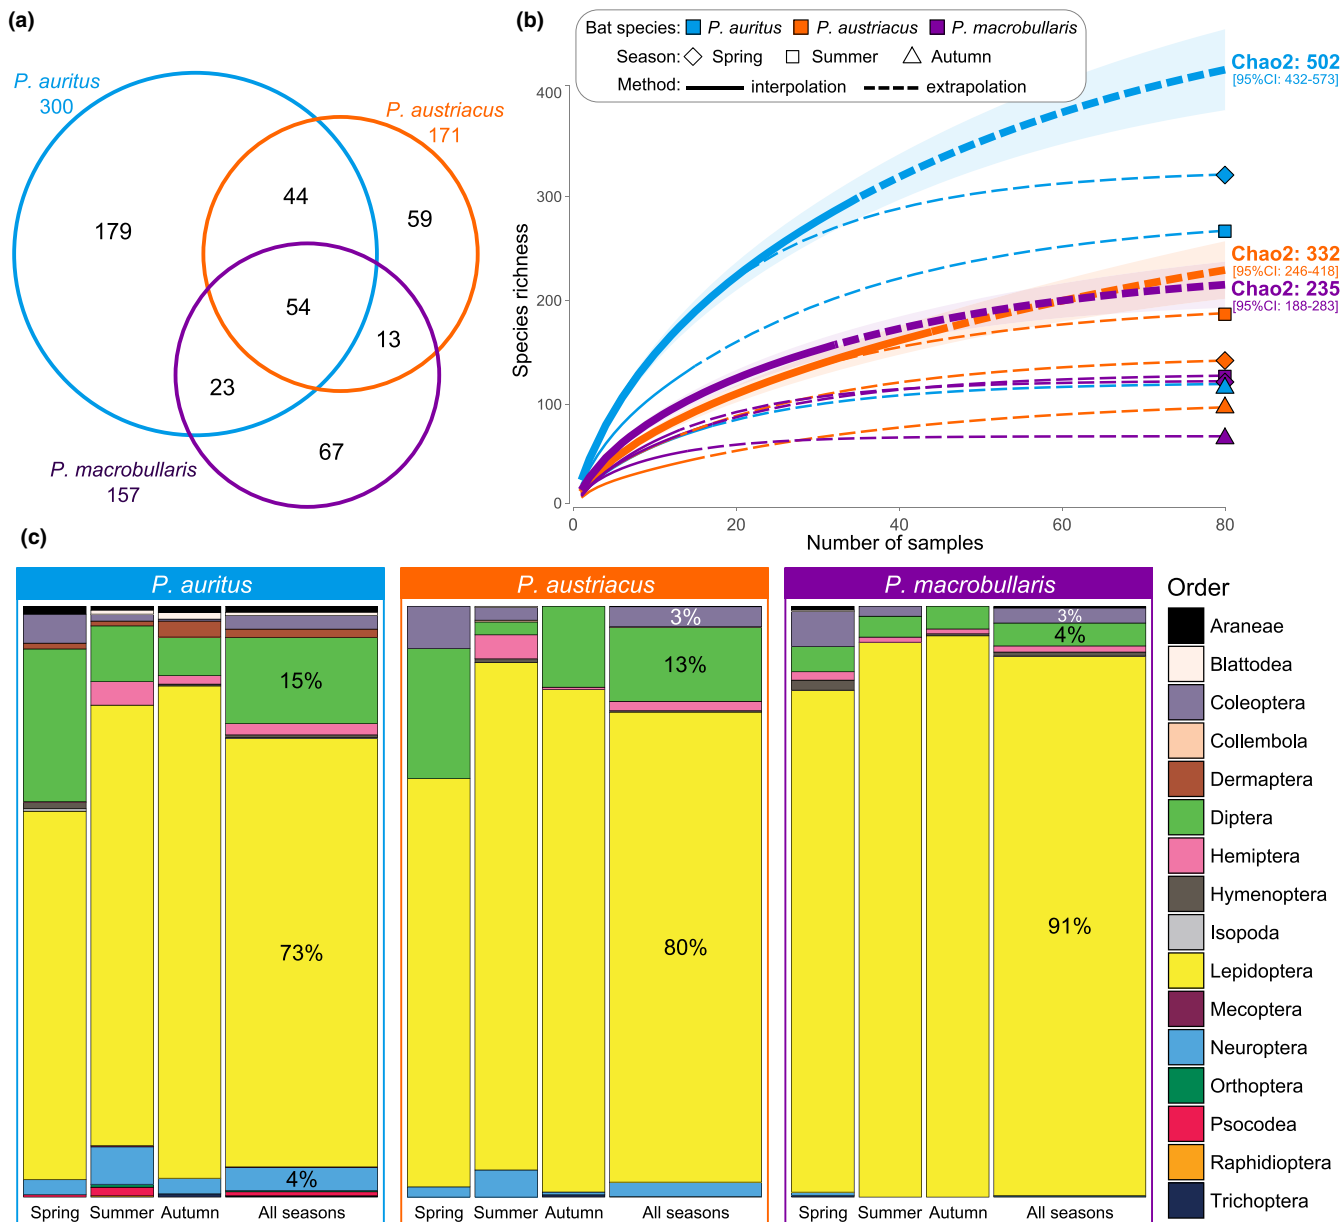 (a)
P. auritus
300
P. austriacus
171
44
59
179
54
13
23
67
P. macrobullaris
157
(b)
Bat species: P. auritus P. austriacus P. macrobullaris
Season: Spring Summer Autumn
Method: interpolation extrapolation
Chao2: 502
[95%CI: 432-573]
Chao2: 332
[95%CI: 246-418]
Chao2: 235
[95%CI: 188-283]
Species richness
400
300
200
100
0
0 20 40 60 80
Number of samples
(c)
P. auritus
15%
73%
4%
Spring Summer Autumn All seasons
P. austriacus
3%
13%
80%
Spring Summer Autumn All seasons
P. macrobullaris
3%
4%
91%
Spring Summer Autumn All seasons
Order
Araneae
Blattodea
Coleoptera
Collembola
Dermaptera
Diptera
Hemiptera
Hymenoptera
Isopoda
Lepidoptera
Mecoptera
Neuroptera
Orthoptera
Psocodea
Raphidioptera
Trichoptera